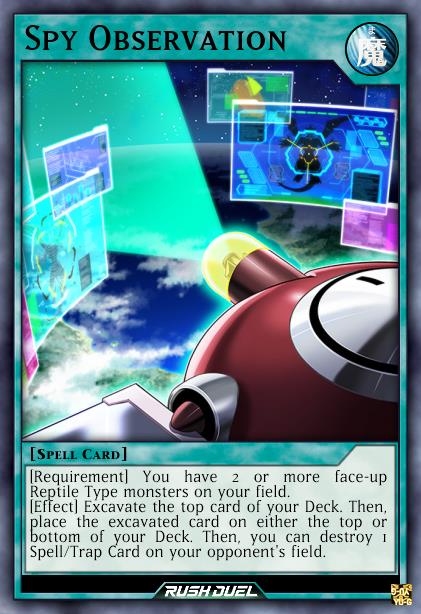 Spy Observation
ま
魔
[Spell Card]
[Requirement] You have 2 or more face-up
Reptile Type monsters on your field.
[Effect] Excavate the top card of your Deck. Then,
place the excavated card on either the top or
bottom of your Deck. Then, you can destroy 1
Spell/Trap Card on your opponent's field.
RUSH DUEL